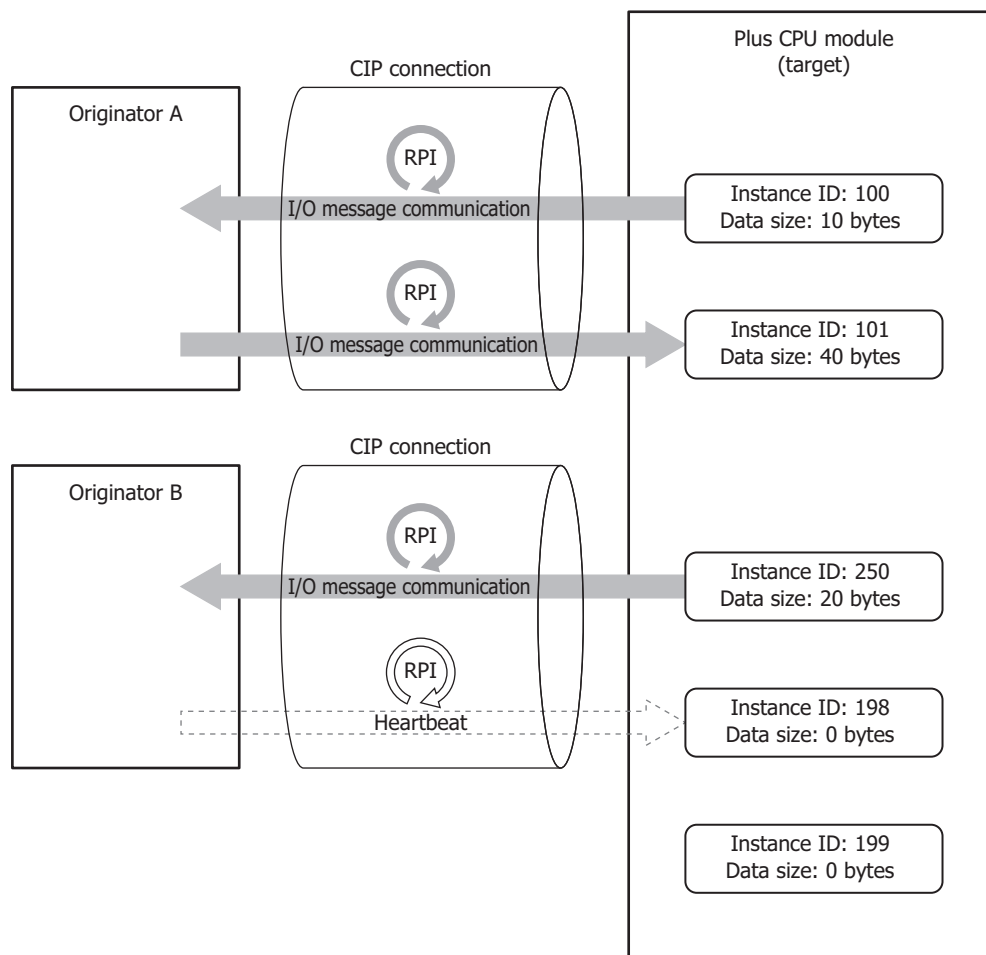 Plus CPU module
(target)
CIP connection
Originator A
RPI
I/O message communication
Instance ID: 100
Data size: 10 bytes
RPI
I/O message communication
Instance ID: 101
Data size: 40 bytes
CIP connection
Originator B
RPI
I/O message communication
Instance ID: 250
Data size: 20 bytes
RPI
Heartbeat
Instance ID: 198
Data size: 0 bytes
Instance ID: 199
Data size: 0 bytes